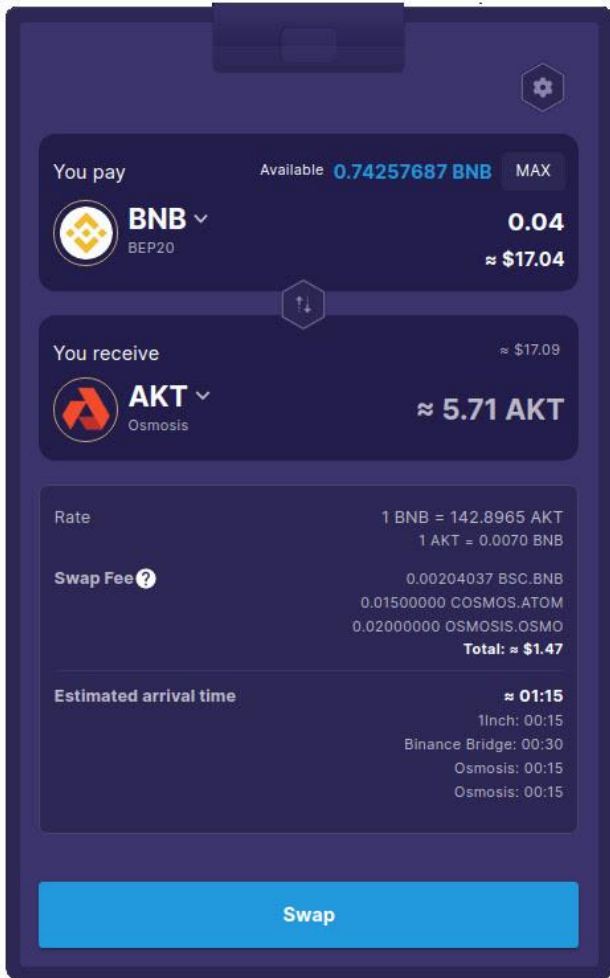 You pay Available 0.74257687 BNB MAX
BNB 0.04
BEP20 ≈ $17.04
You receive ≈ $17.09
AKT ≈ 5.71 AKT
Osmosis
Rate 1 BNB = 142.8965 AKT
1 AKT = 0.0070 BNB
Swap Fee ? 0.00204037 BSC.BNB
0.01500000 COSMOS.ATOM
0.02000000 OSMOSIS.OSMO
Total: ≈ $1.47
Estimated arrival time ≈ 01:15
1Inch: 00:15
Binance Bridge: 00:30
Osmosis: 00:15
Osmosis: 00:15
Swap